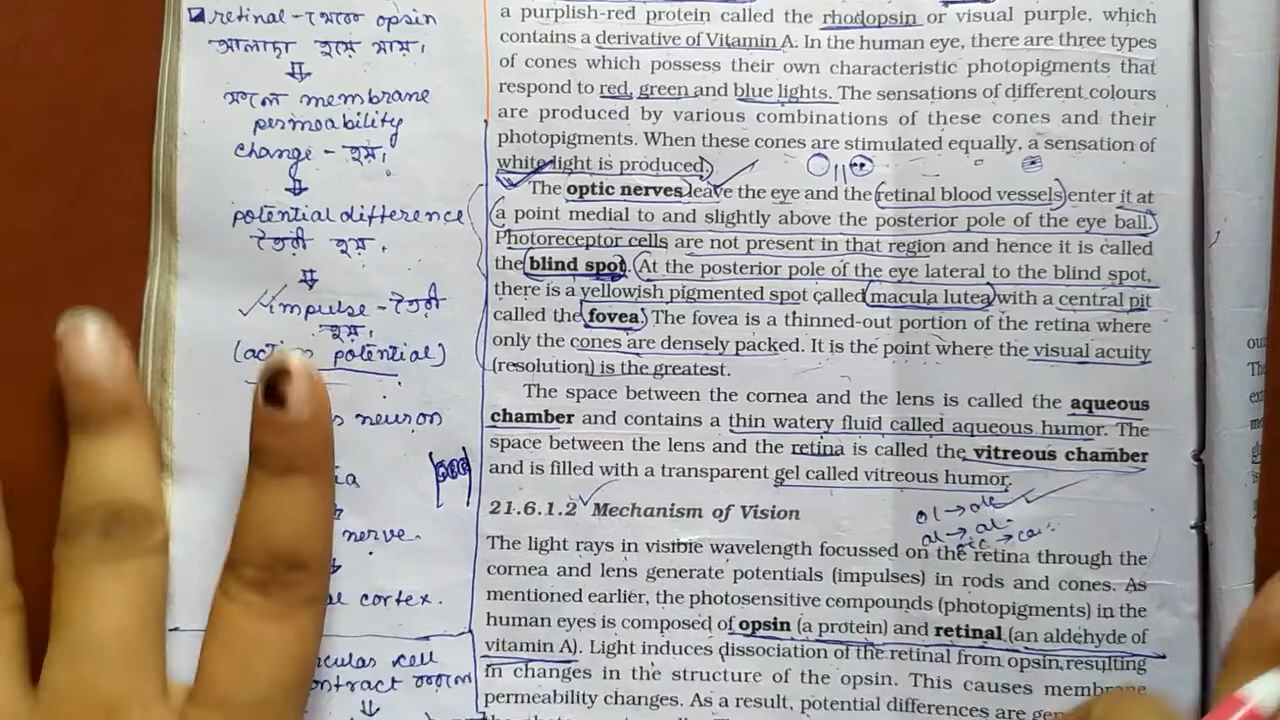 retinal - থেকে opsin
আলাদা হয়ে যায়।
⇓
ফলে membrane
permeability
change - হয়।
⇓
potential difference
তৈরী হয়.
⇓
impulse - তৈরী
হয়।
potential)
neuron
nerve.
cortex.
cell
a purplish-red protein called the rhodopsin or visual purple, which
contains a derivative of Vitamin A. In the human eye, there are three types
of cones which possess their own characteristic photopigments that
respond to red, green and blue lights. The sensations of different colours
are produced by various combinations of these cones and their
photopigments. When these cones are stimulated equally, a sensation of
white light is produced.
The optic nerves leave the eye and the retinal blood vessels enter it at
a point medial to and slightly above the posterior pole of the eye ball.
Photoreceptor cells are not present in that region and hence it is called
the blind spot. At the posterior pole of the eye lateral to the blind spot,
there is a yellowish pigmented spot called macula lutea with a central pit
called the fovea. The fovea is a thinned-out portion of the retina where
only the cones are densely packed. It is the point where the visual acuity
(resolution) is the greatest.
The space between the cornea and the lens is called the aqueous
chamber and contains a thin watery fluid called aqueous humor. The
space between the lens and the retina is called the vitreous chamber
and is filled with a transparent gel called vitreous humor.
21.6.1.2 Mechanism of Vision
ol → ale
al → al
The light rays in visible wavelength focussed on the retina through the
cornea and lens generate potentials (impulses) in rods and cones. As
mentioned earlier, the photosensitive compounds (photopigments) in the
human eyes is composed of opsin (a protein) and retinal (an aldehyde of
vitamin A). Light induces dissociation of the retinal from opsin resulting
in changes in the structure of the opsin. This causes membrane
permeability changes. As a result, potential differences are